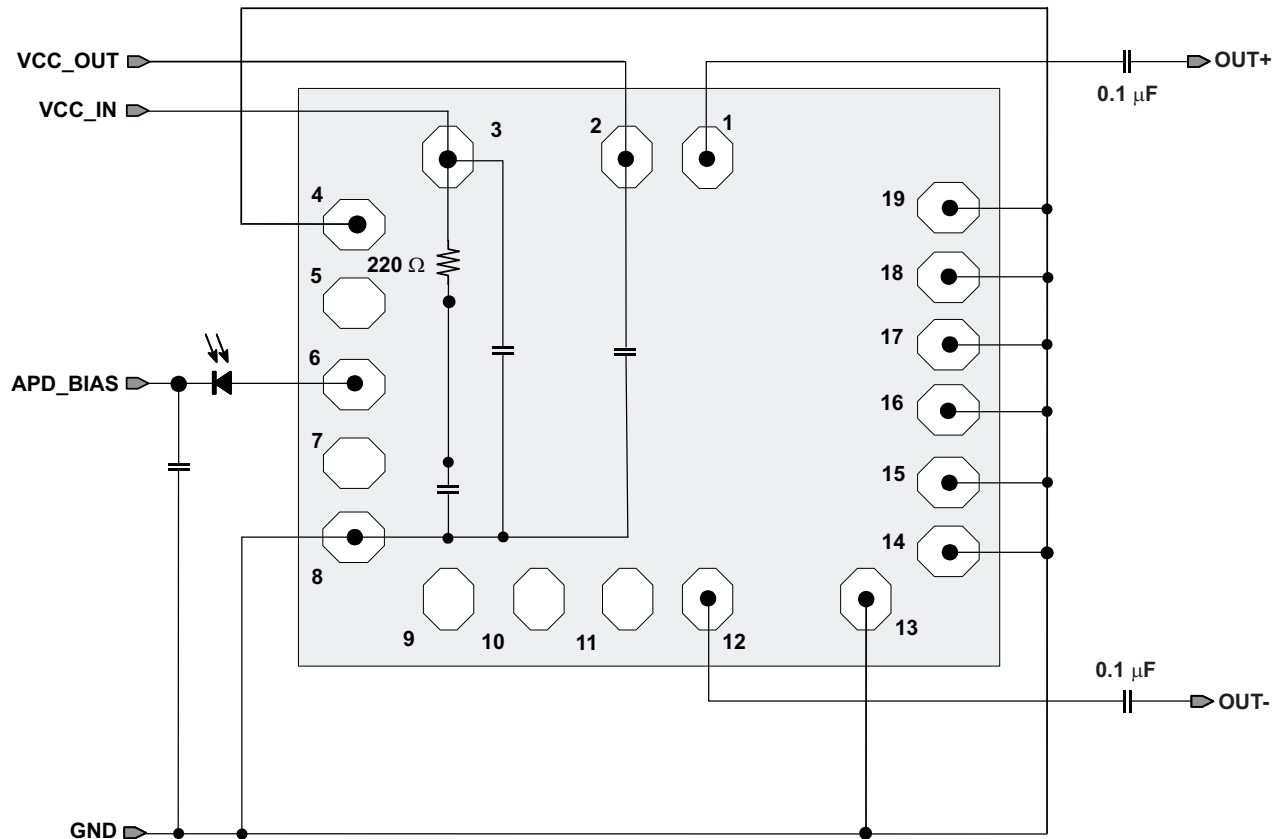 VCC_OUT
OUT+
0.1 μF
VCC_IN
3
2
1
4
19
5
220 Ω
18
17
6
APD_BIAS
16
7
15
14
8
9
10
11
12
13
0.1 μF
OUT-
GND